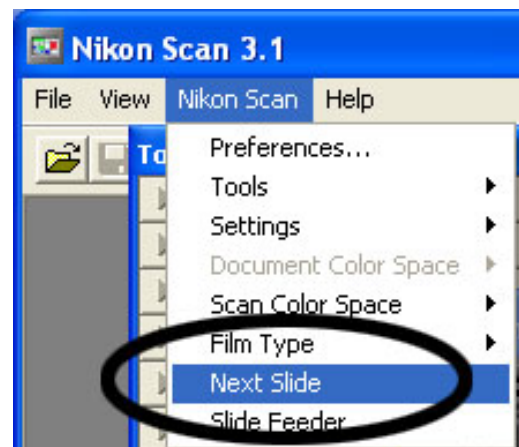 Nikon Scan 3.1
File View Nikon Scan Help
To
Preferences...
Tools
Settings
Document Color Space
Scan Color Space
Film Type
Next Slide
Slide Feeder